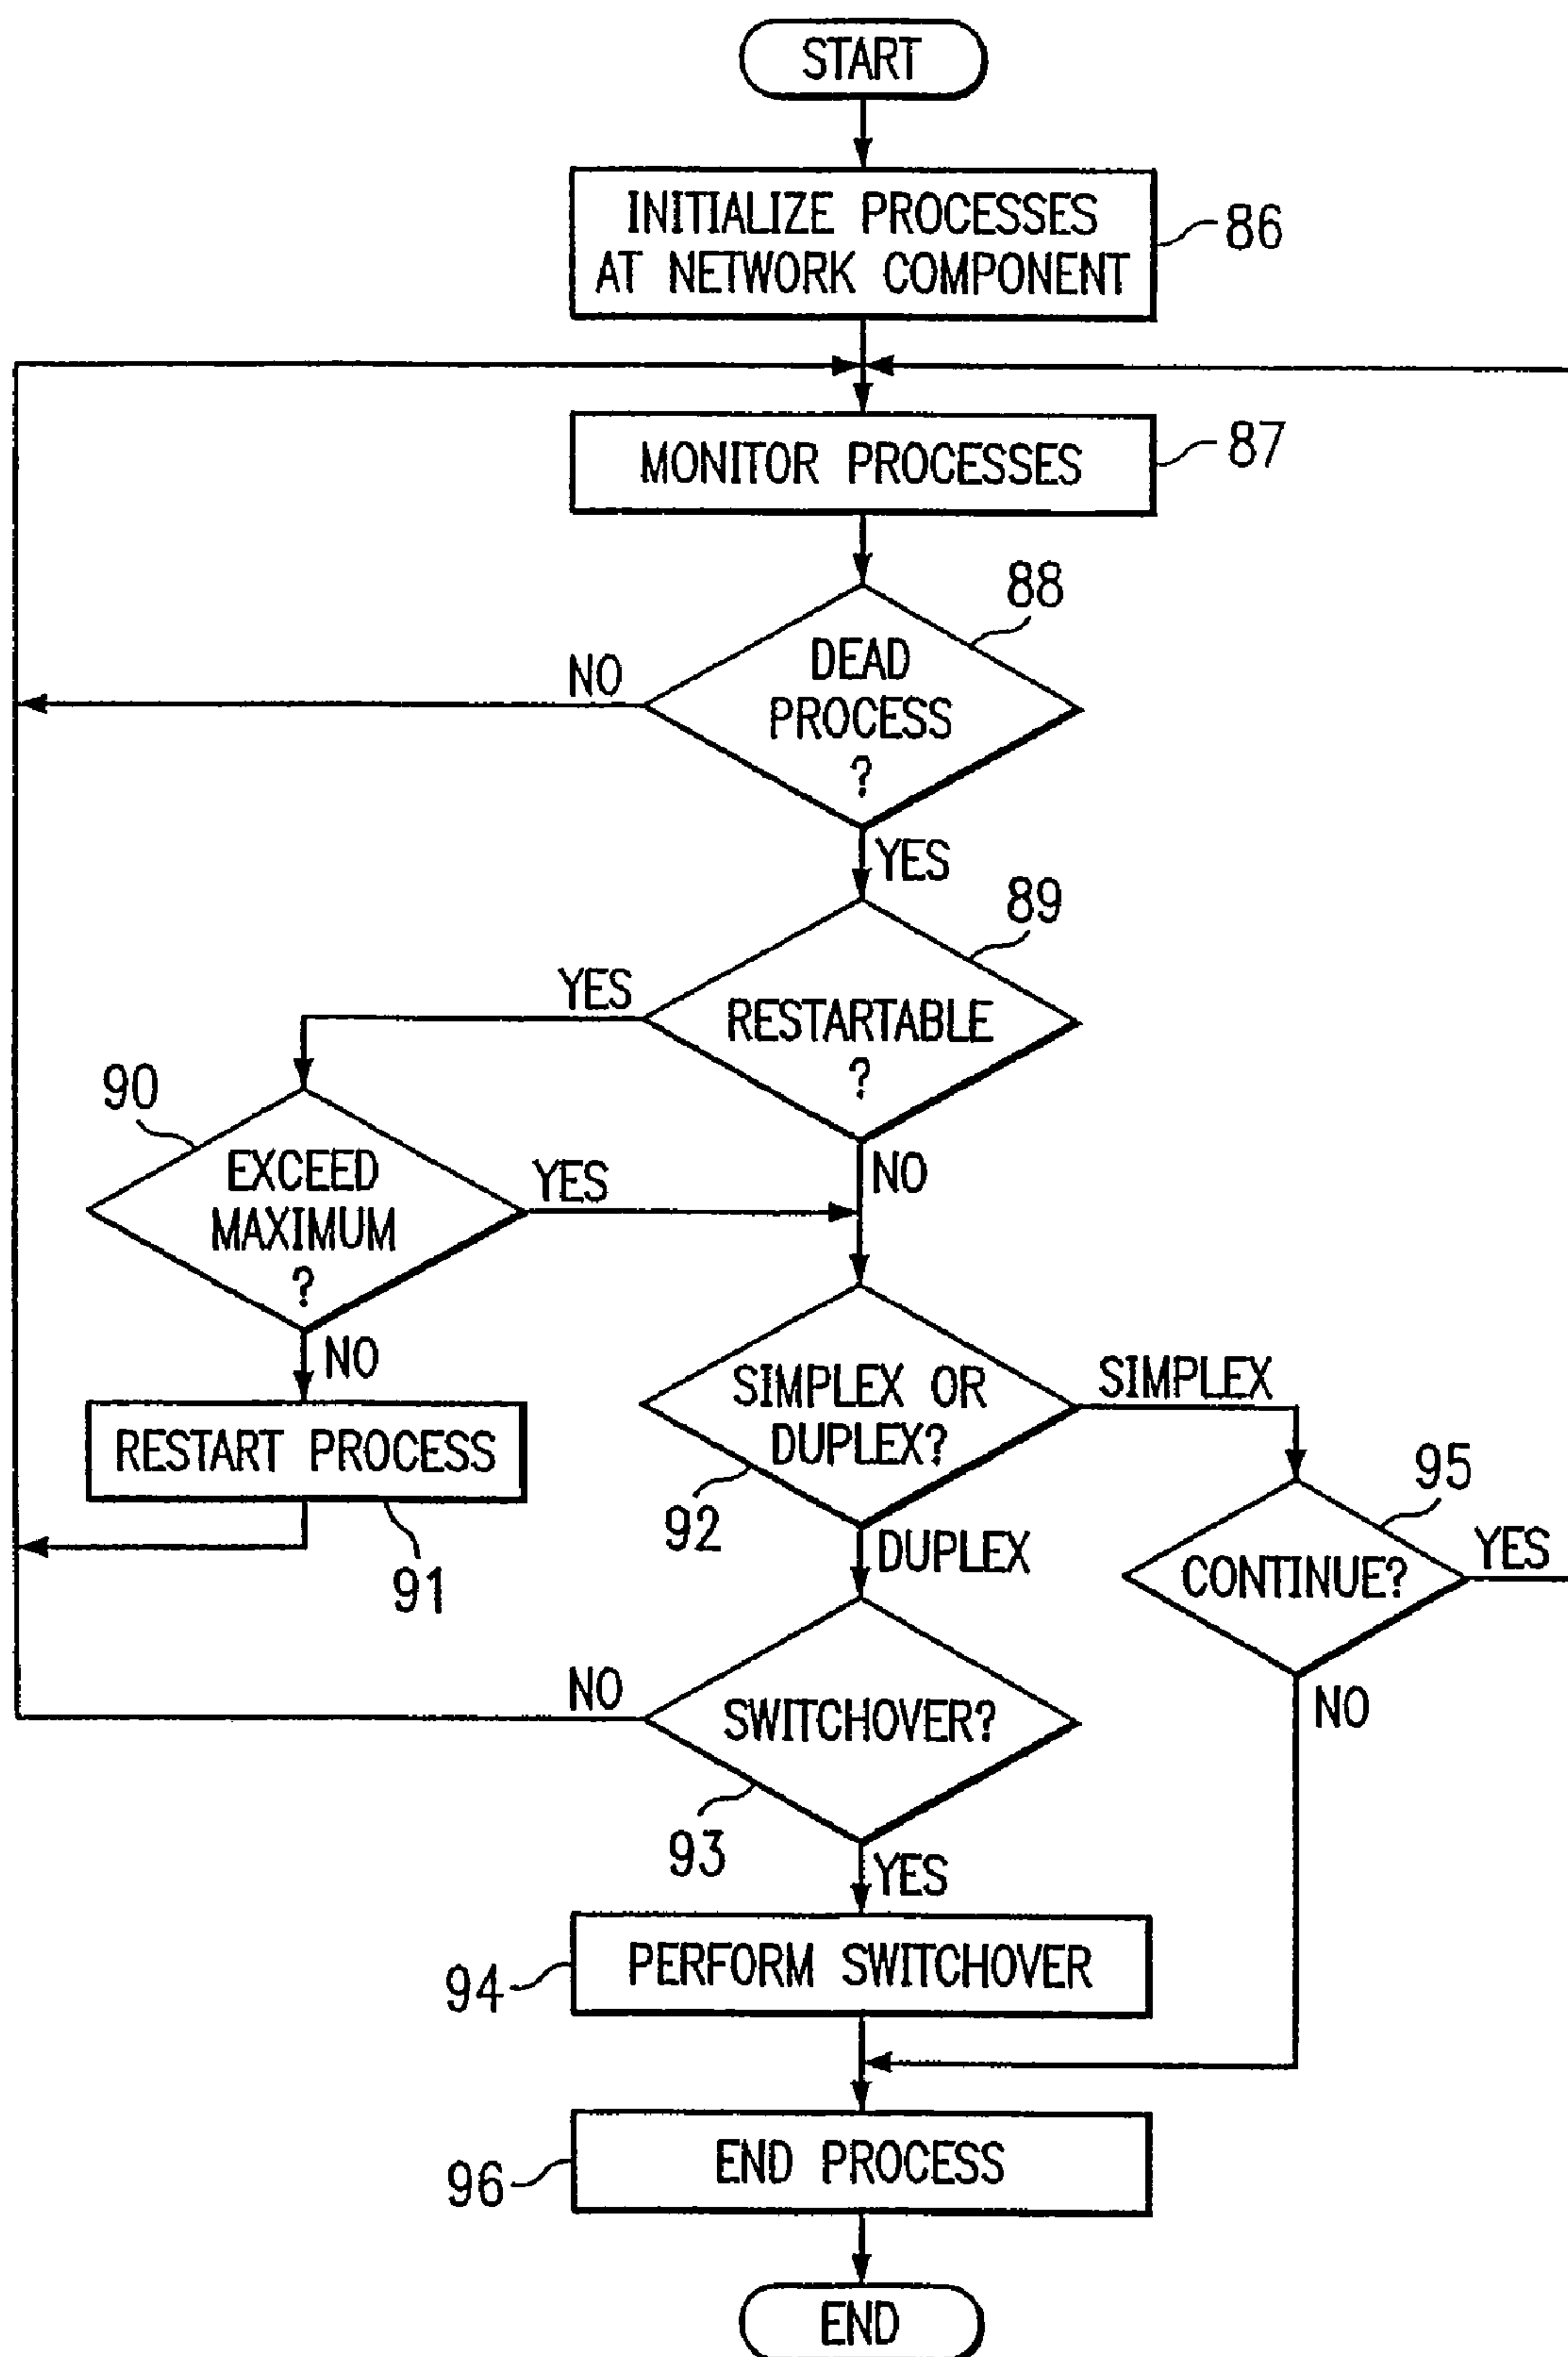 START
INITIALIZE PROCESSES
AT NETWORK COMPONENT
86
MONITOR PROCESSES
87
88
DEAD
PROCESS
?
NO
YES
89
RESTARTABLE
?
YES
NO
90
EXCEED
MAXIMUM
?
YES
NO
RESTART PROCESS
91
SIMPLEX OR
DUPLEX?
92
SIMPLEX
DUPLEX
95
CONTINUE?
YES
NO
SWITCHOVER?
93
NO
YES
PERFORM SWITCHOVER
94
END PROCESS
96
END